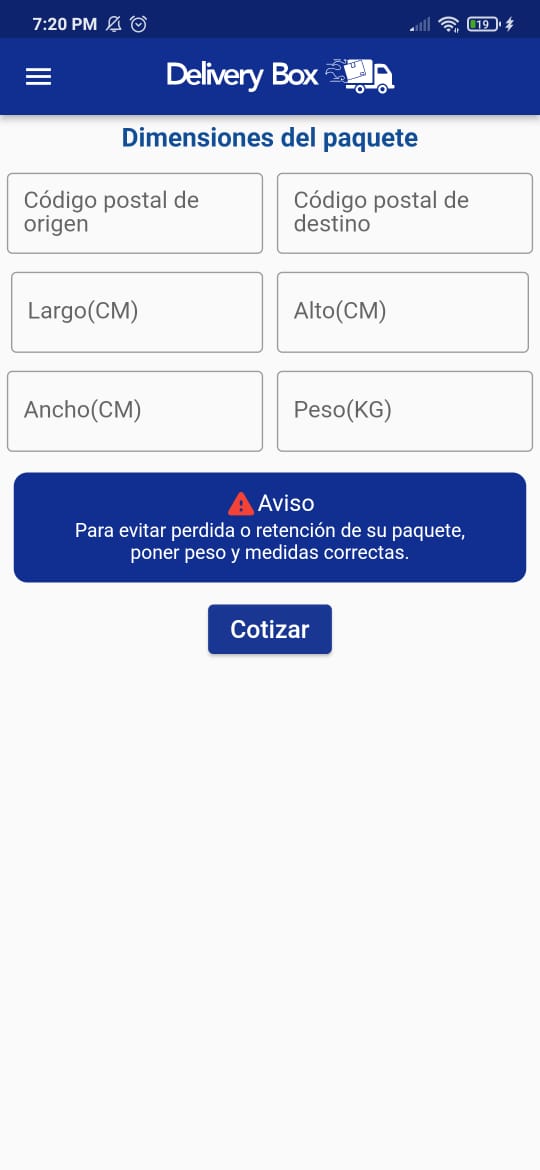 7:20 PM
19
Delivery Box
Dimensiones del paquete
Código postal de
origen
Código postal de
destino
Largo(CM)
Alto(CM)
Ancho(CM)
Peso(KG)
Aviso
Para evitar perdida o retención de su paquete,
poner peso y medidas correctas.
Cotizar